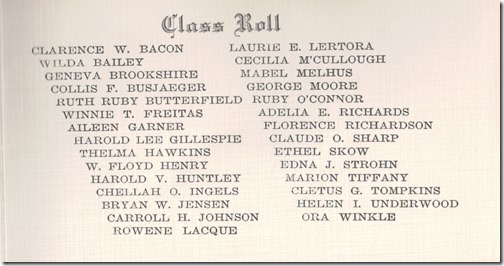 Class Roll
CLARENCE W. BACON
WILDA BAILEY
GENEVA BROOKSHIRE
COLLIS F. BUSJAEGER
RUTH RUBY BUTTERFIELD
WINNIE T. FREITAS
AILEEN GARNER
HAROLD LEE GILLESPIE
THELMA HAWKINS
W. FLOYD HENRY
HAROLD V. HUNTLEY
CHELLAH O. INGELS
BRYAN W. JENSEN
CARROLL H. JOHNSON
ROWENE LACQUE
LAURIE E. LERTORA
CECILIA M'CULLOUGH
MABEL MELHUS
GEORGE MOORE
RUBY O'CONNOR
ADELIA E. RICHARDS
FLORENCE RICHARDSON
CLAUDE O. SHARP
ETHEL SKOW
EDNA J. STROHN
MARION TIFFANY
CLETUS G. TOMPKINS
HELEN I. UNDERWOOD
ORA WINKLE